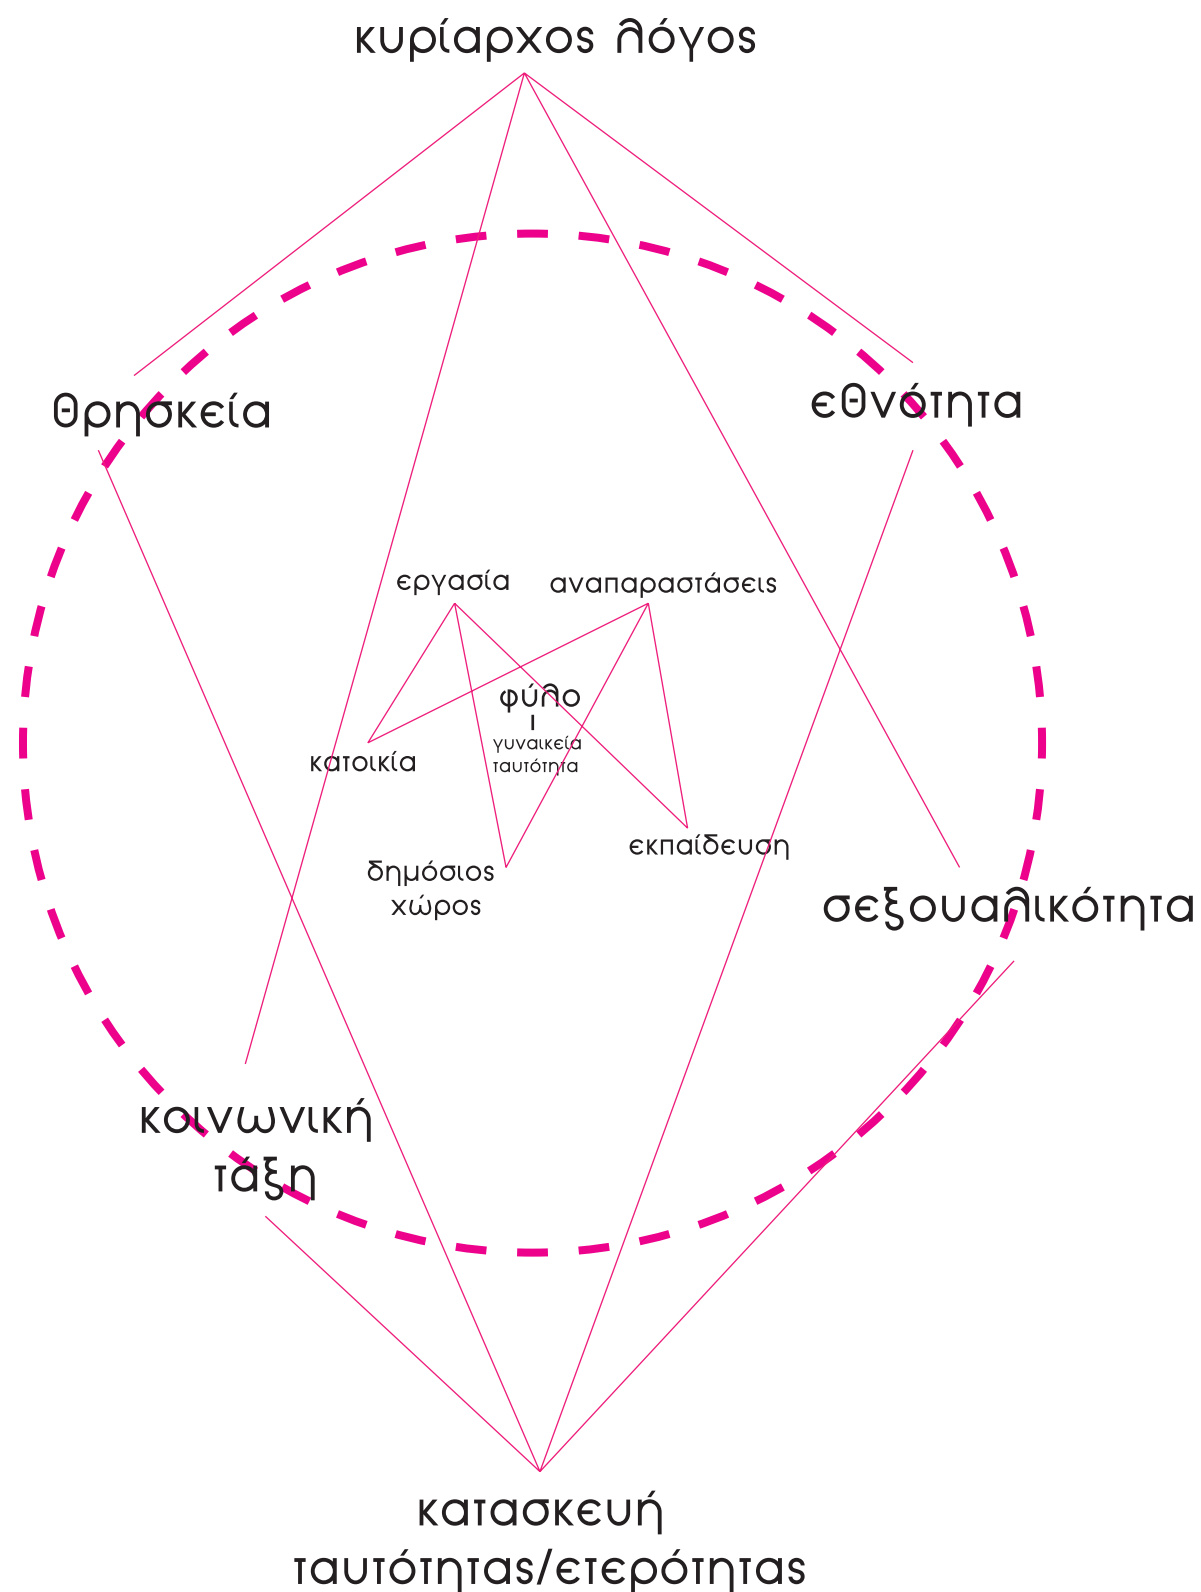 κυρίαρχος λόγος
θρησκεία
εθνότητα
εργασία
αναπαραστάσεις
φύλο
γυναικεία
ταυτότητα
κατοικία
εκπαίδευση
δημόσιος
χώρος
σεξουαλικότητα
κοινωνική
τάξη
κατασκευή
ταυτότητας/ετερότητας